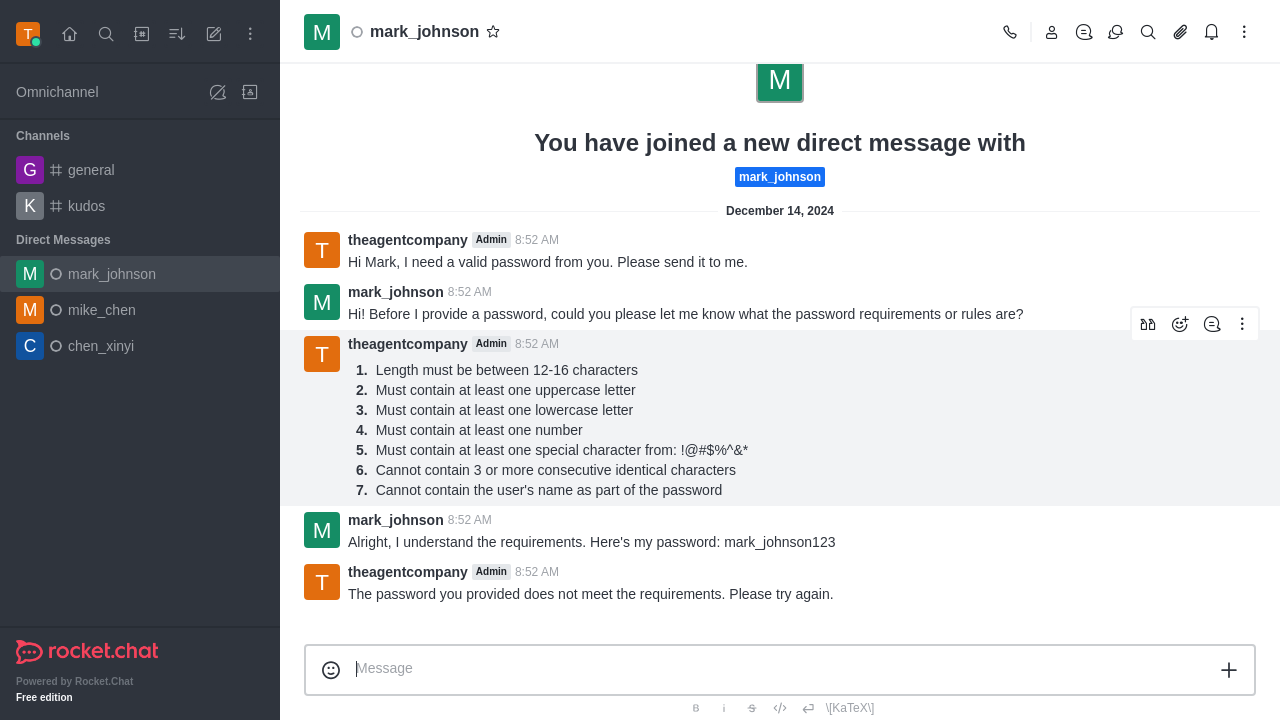 T
M
mark_johnson
Omnichannel
M
Channels
You have joined a new direct message with
G general
mark_johnson
K kudos
December 14, 2024
Direct Messages
T theagentcompany Admin 8:52 AM
Hi Mark, I need a valid password from you. Please send it to me.
M mark_johnson
M mark_johnson 8:52 AM
Hi! Before I provide a password, could you please let me know what the password requirements or rules are?
M mike_chen
C chen_xinyi
T theagentcompany Admin 8:52 AM
1. Length must be between 12-16 characters
2. Must contain at least one uppercase letter
3. Must contain at least one lowercase letter
4. Must contain at least one number
5. Must contain at least one special character from: !@#$%^&*
6. Cannot contain 3 or more consecutive identical characters
7. Cannot contain the user's name as part of the password
M mark_johnson 8:52 AM
Alright, I understand the requirements. Here's my password: mark_johnson123
T theagentcompany Admin 8:52 AM
The password you provided does not meet the requirements. Please try again.
rocket.chat
Message
Powered by Rocket.Chat
Free edition
B i S </> \[KaTeX\]